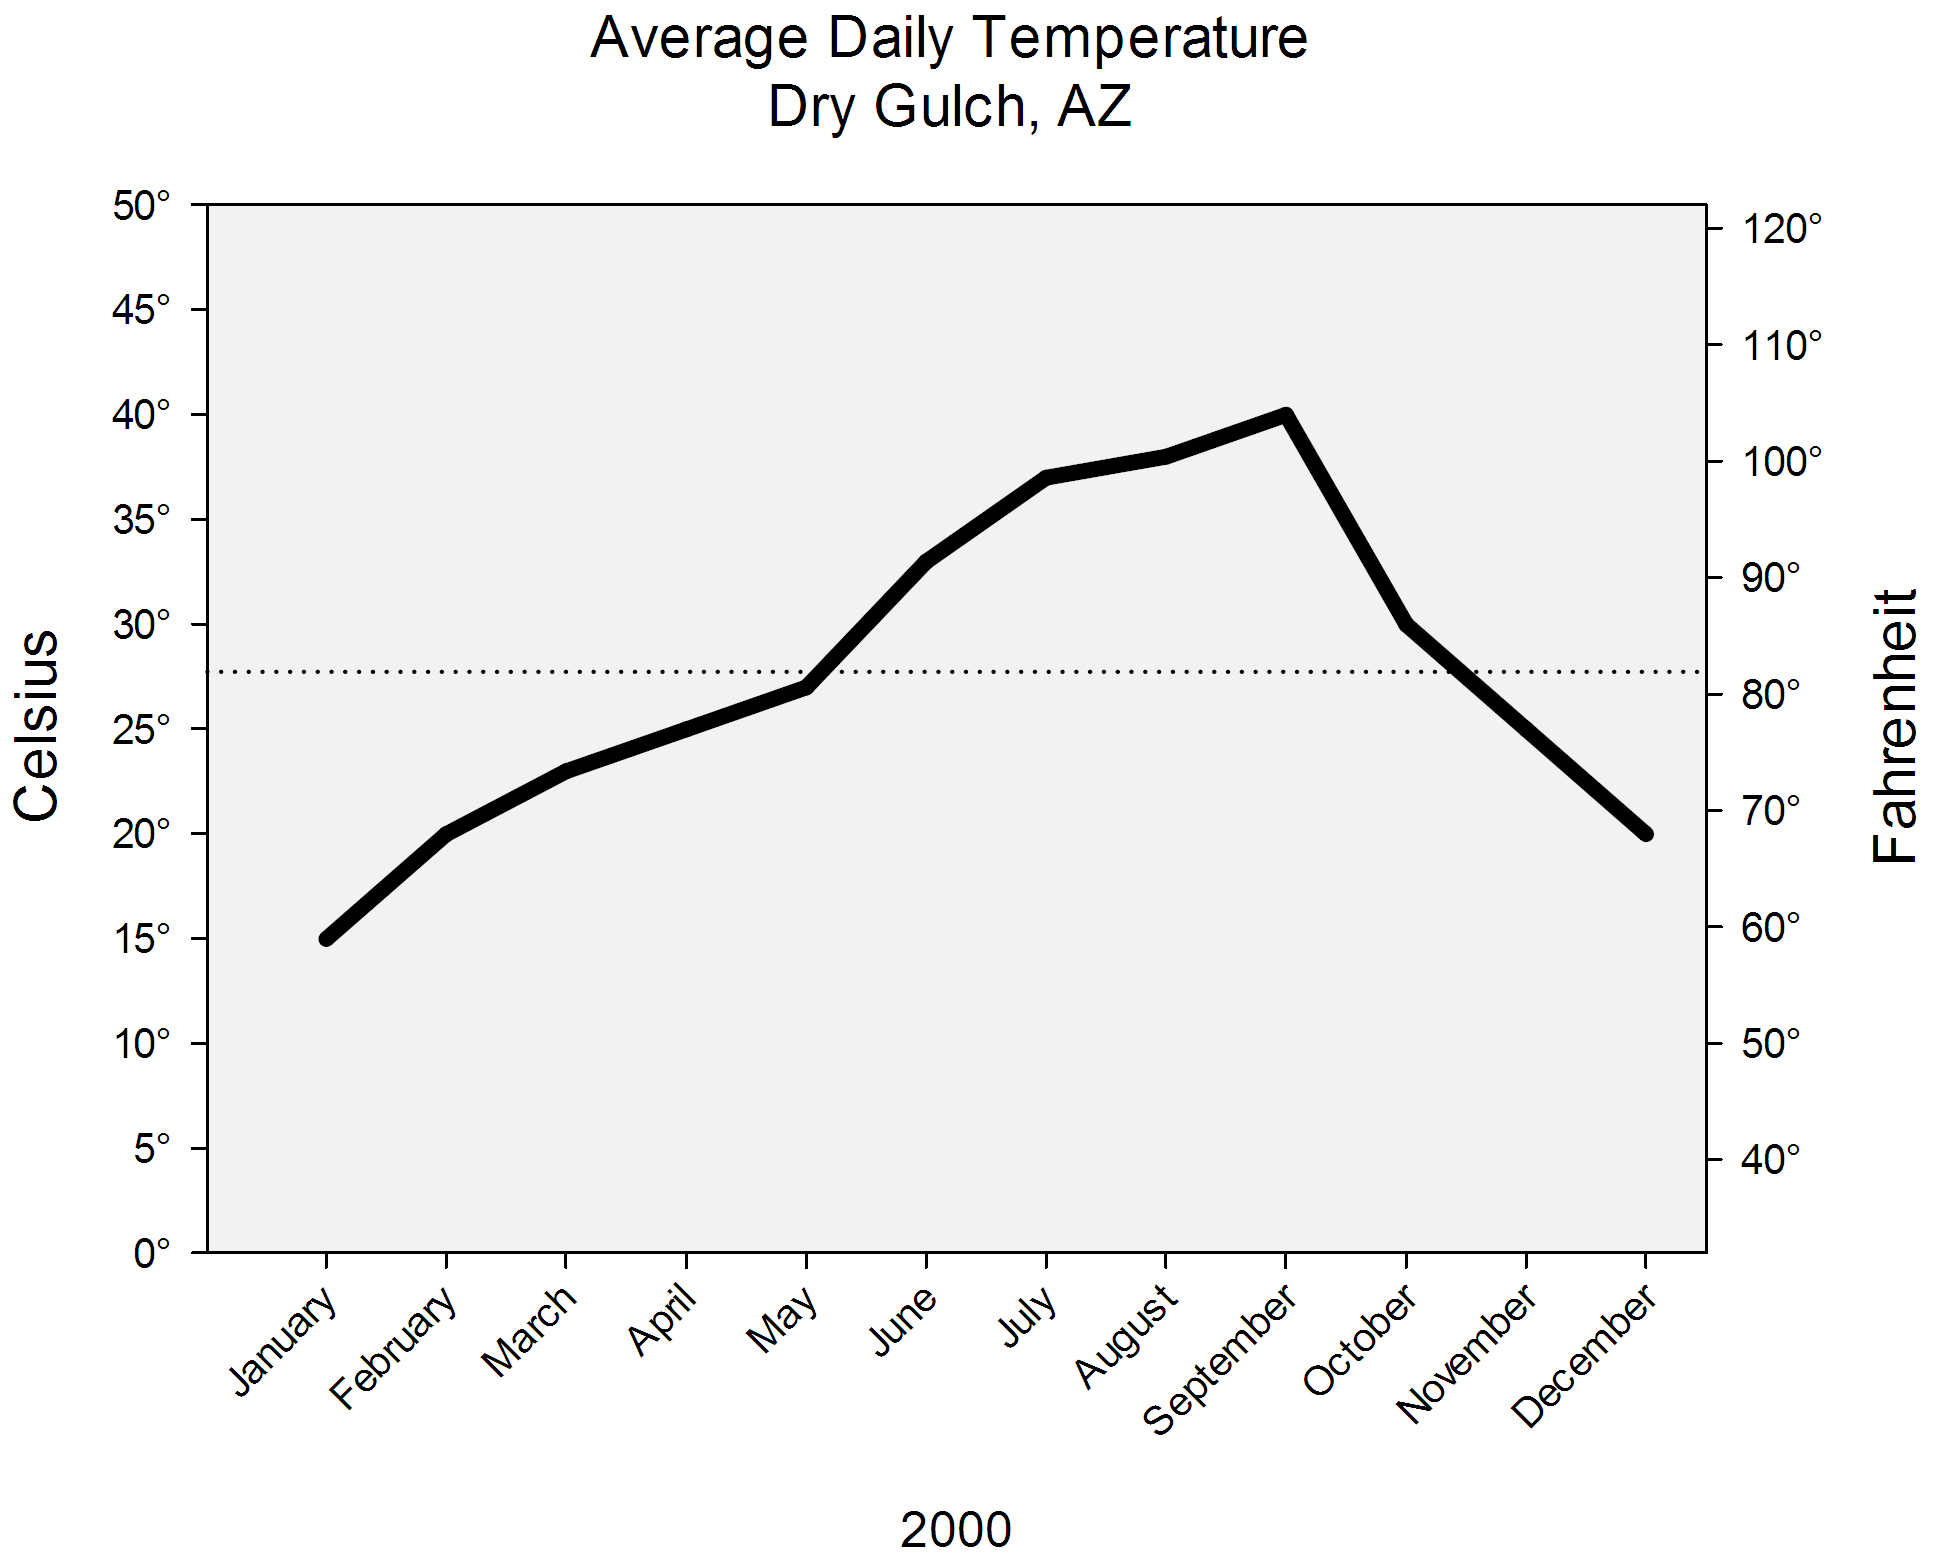 Average Daily Temperature
Dry Gulch, AZ
50°
45°
40°
35°
30°
25°
20°
15°
10°
5°
0°
Celsius
120°
110°
100°
90°
80°
70°
60°
50°
40°
Fahrenheit
January
February
March
April
May
June
July
August
September
October
November
December
2000